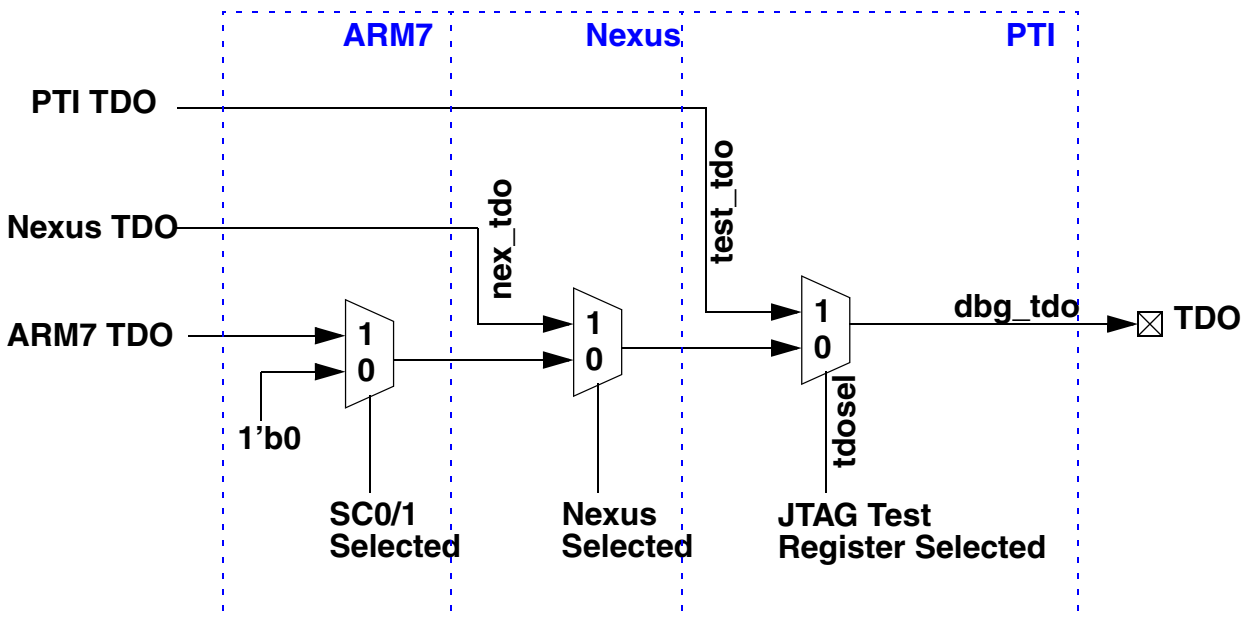 ARM7
Nexus
PTI
PTI TDO
test_tdo
nex_tdo
Nexus TDO
dbg_tdo
TDO
ARM7 TDO
1
0
1
0
1
0
1’b0
tdosel
SC0/1
Selected
Nexus
Selected
JTAG Test
Register Selected